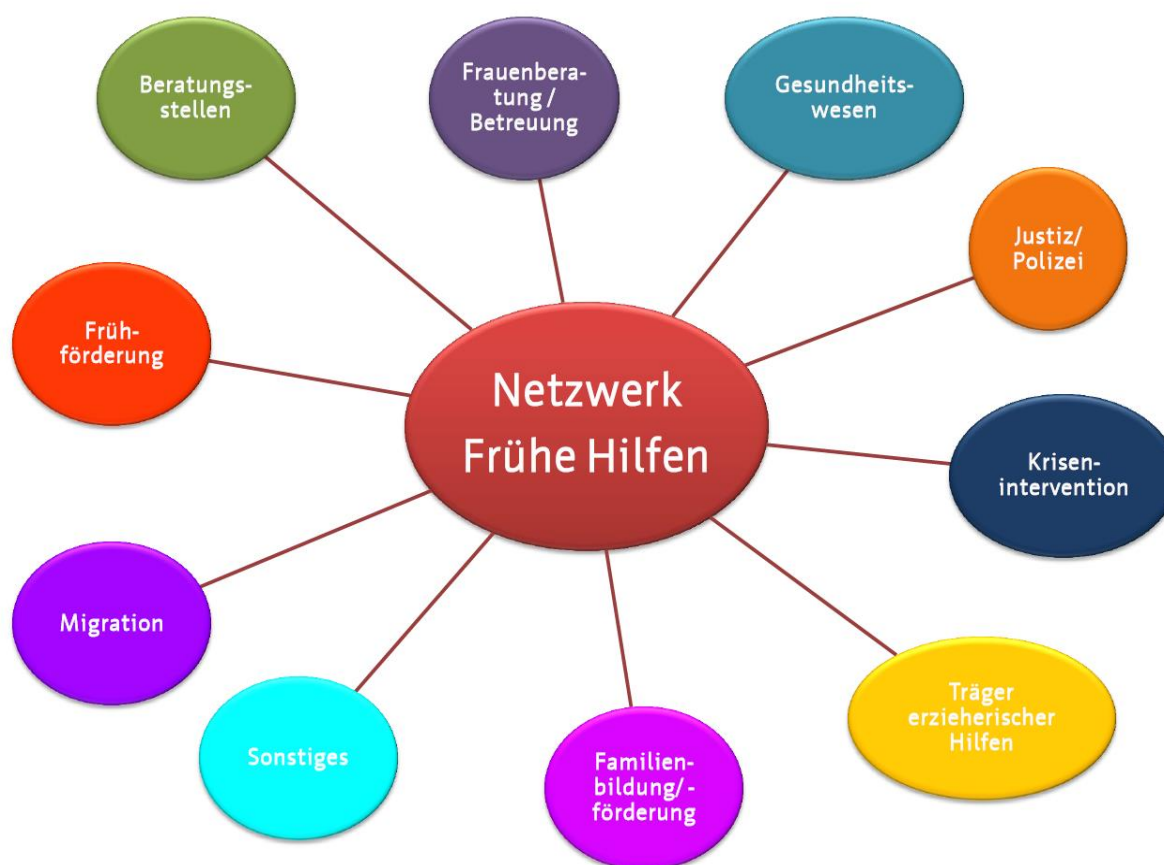 Beratungs-
stellen
Frauenbera-
tung /
Betreuung
Gesundheits-
wesen
Justiz/
Polizei
Früh-
förderung
Netzwerk
Frühe Hilfen
Krisen-
intervention
Migration
Träger
erzieherischer
Hilfen
Sonstiges
Familien-
bildung/-
förderung